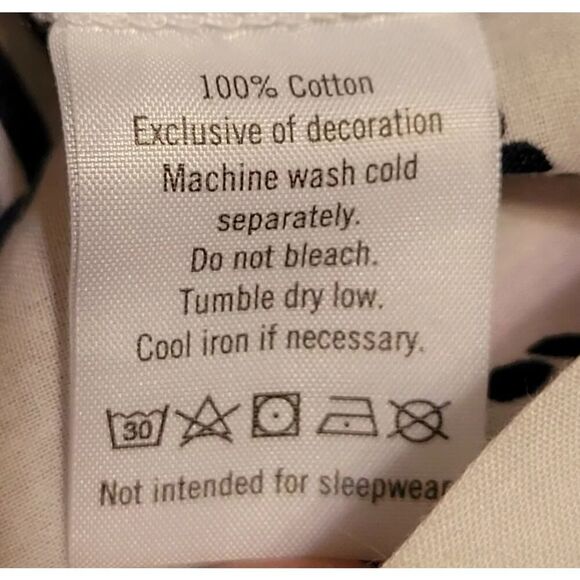 100% Cotton
Exclusive of decoration
Machine wash cold
separately.
Do not bleach.
Tumble dry low.
Cool iron if necessary.
30
Not intended for sleepwear